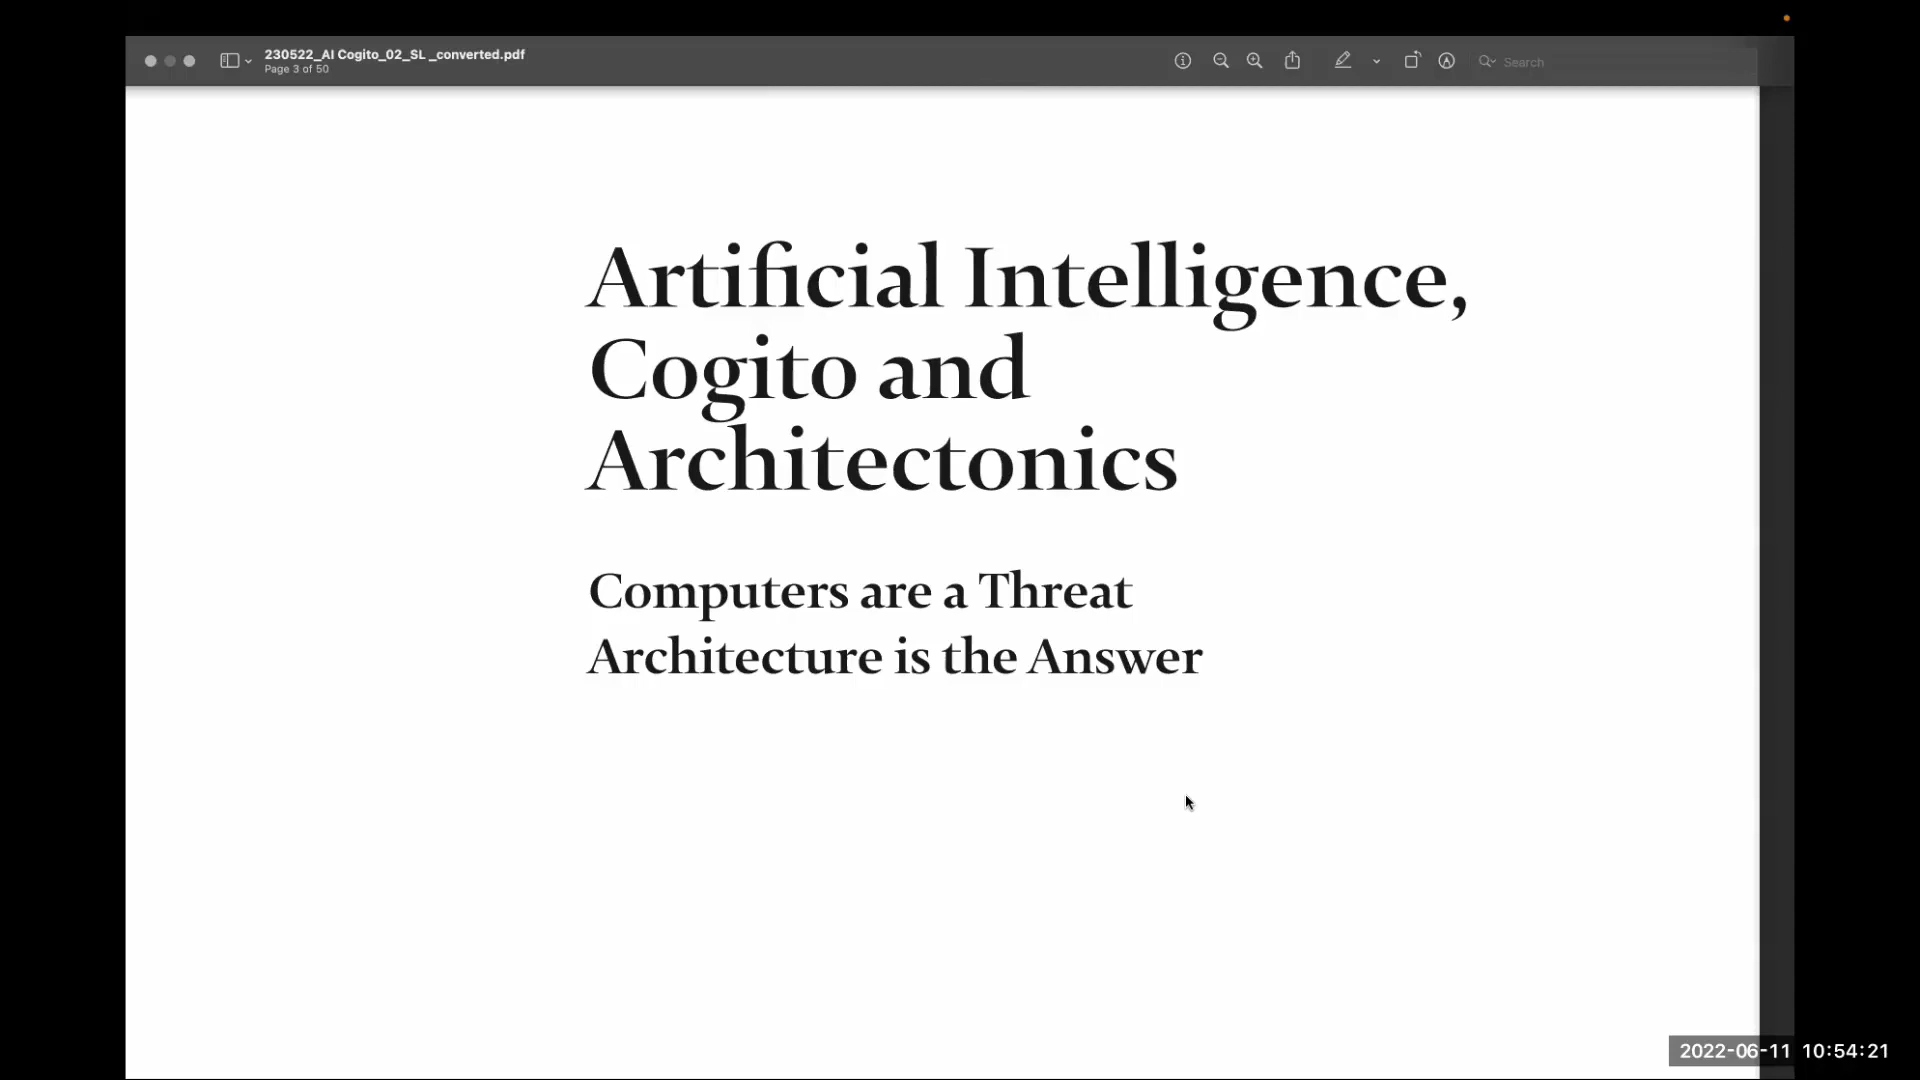 230522_AI Cogito_02_SL _converted.pdf
Page 3 of 50
Search
Artificial Intelligence,
Cogito and
Architectonics
Computers are a Threat
Architecture is the Answer
2022-06-11 10:54:21